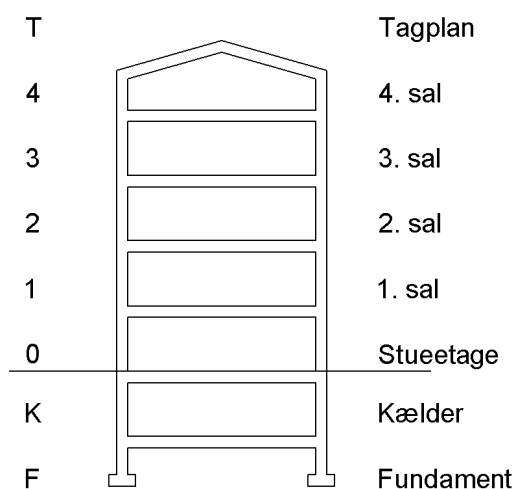 T Tagplan
4 4. sal
3 3. sal
2 2. sal
1 1. sal
0 Stueetage
K Kælder
F Fundament